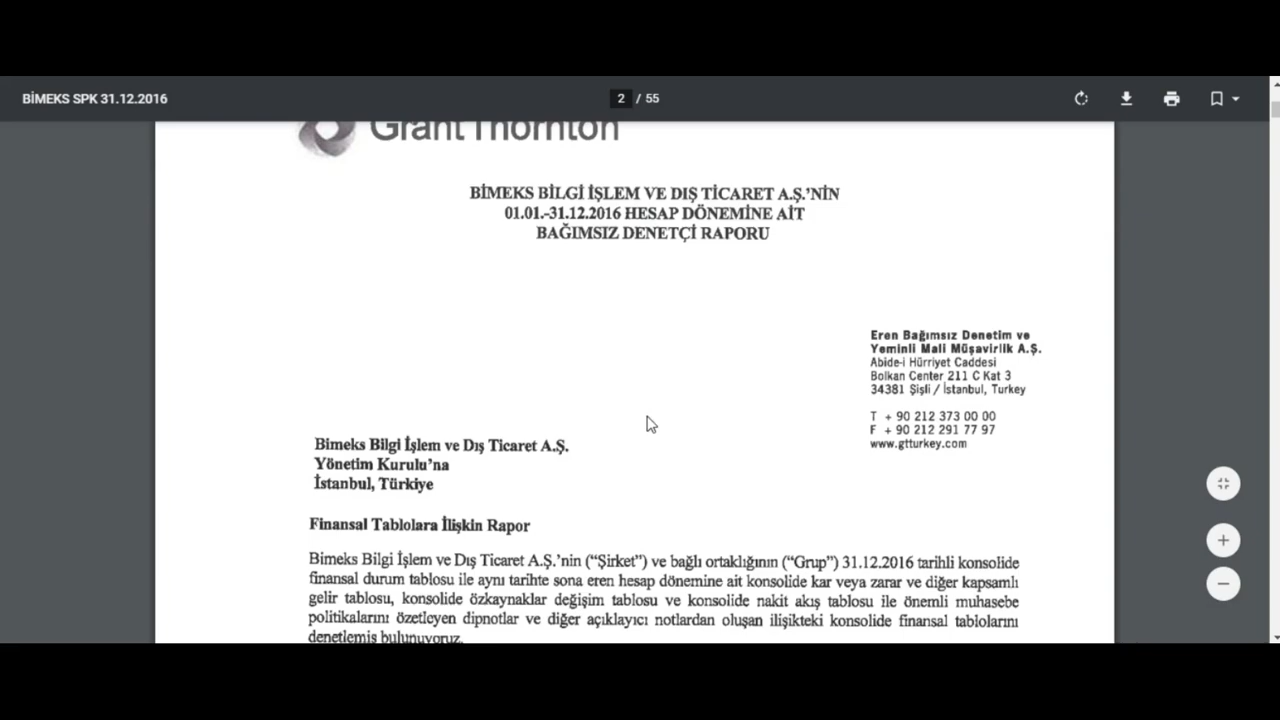 BİMEKS SPK 31.12.2016
2 / 55
Grant Thornton
BİMEKS BİLGİ İŞLEM VE DIŞ TİCARET A.Ş.’NİN
01.01.-31.12.2016 HESAP DÖNEMİNE AİT
BAĞIMSIZ DENETÇİ RAPORU
Eren Bağımsız Denetim ve
Yeminli Mali Müşavirlik A.Ş.
Abide-i Hürriyet Caddesi
Bolkan Center 211 C Kat 3
34381 Şişli / İstanbul, Turkey
T + 90 212 373 00 00
F + 90 212 291 77 97
www.gtturkey.com
Bimeks Bilgi İşlem ve Dış Ticaret A.Ş.
Yönetim Kurulu’na
İstanbul, Türkiye
Finansal Tablolara İlişkin Rapor
Bimeks Bilgi İşlem ve Dış Ticaret A.Ş.’nin (“Şirket”) ve bağlı ortaklığının (“Grup”) 31.12.2016 tarihli konsolide
finansal durum tablosu ile aynı tarihte sona eren hesap dönemine ait konsolide kar veya zarar ve diğer kapsamlı
gelir tablosu, konsolide özkaynaklar değişim tablosu ve konsolide nakit akış tablosu ile önemli muhasebe
politikalarını özetleyen dipnotlar ve diğer açıklayıcı notlardan oluşan ilişikteki konsolide finansal tablolarını
denetlemiş bulunuyoruz.